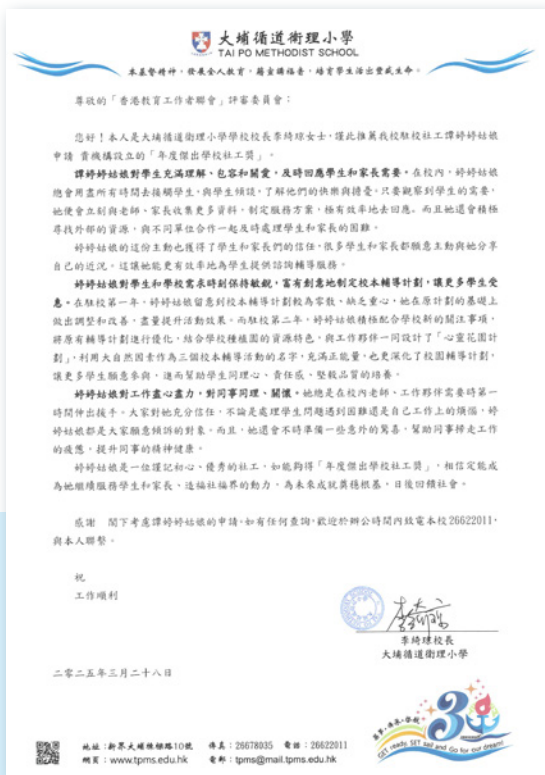 大埔循道衛理小學
TAI PO METHODIST SCHOOL
本基督精神，發展全人教育，藉宣講福音，培育學生活出豐盛生命。
尊敬的「香港教育工作者聯會」評審委員會：
您好！本人是大埔循道衛理小學學校校長李綺琼女士，謹此推薦我校駐校社工譚婷婷姑娘
申請 貴機構設立的「年度傑出學校社工獎」。
譚婷婷姑娘對學生充滿理解、包容和關愛，及時回應學生和家長需要。在校內，婷婷姑娘
總會用盡所有時間去接觸學生，與學生傾談，了解他們的快樂與擔憂。只要觀察到學生的需要，
她便會立刻與老師、家長收集更多資料，制定服務方案，極有效率地去回應。而且她還會積極
尋找外部的資源，與不同單位合作一起及時處理學生和家長的困難。
婷婷姑娘的這份主動也獲得了學生和家長們的信任，很多學生和家長都願意主動與她分享
自己的近況。這讓她能更有效率地為學生提供諮詢輔導服務。
婷婷姑娘對學生和學校需求時刻保持敏銳，富有創意地制定校本輔導計劃，讓更多學生受
惠。在駐校第一年，婷婷姑娘留意到校本輔導計劃較為零散，缺乏重心，她在原計劃的基礎上
做出調整和改善，盡量提升活動效果。而駐校第二年，婷婷姑娘積極配合學校新的關注事項，
將原有輔導計劃進行優化，結合學校種植園的資源特色，與工作夥伴一同設計了「心靈花園計
劃」，利用大自然因素作為三個校本輔導活動的名字，充滿正能量，也更深化了校園輔導計劃，
讓更多學生願意參與，進而幫助學生同理心、責任感、堅毅品質的培養。
婷婷姑娘對工作盡心盡力，對同事同理、關懷。她總是在校內老師、工作夥伴需要時第一
時間伸出援手。大家對她充分信任，不論是處理學生問題遇到困難還是自己工作上的煩惱，婷
婷姑娘都是大家願意傾訴的對象。而且，她還會不時準備一些意外的驚喜，幫助同事掃走工作
的疲憊，提升同事的精神健康。
婷婷姑娘是一位謹記初心、優秀的社工，如能夠得「年度傑出學校社工獎」，相信定能成
為她繼續服務學生和家長、造福社福界的動力，為未來成就奠穩根基，日後回饋社會。
感謝 閣下考慮譚婷婷姑娘的申請，如有任何查詢，歡迎於辦公時間內致電本校 26622011，
與本人聯繫。
祝
工作順利
李綺琼校長
大埔循道衛理小學
二零二五年三月二十八日
GET ready, SET sail and Go for our dream!
地址：新界大埔棟樑路10號 傳真：26678935 電話：26622011
網頁：www.tpms.edu.hk 電郵：tpms@mail.tpms.edu.hk